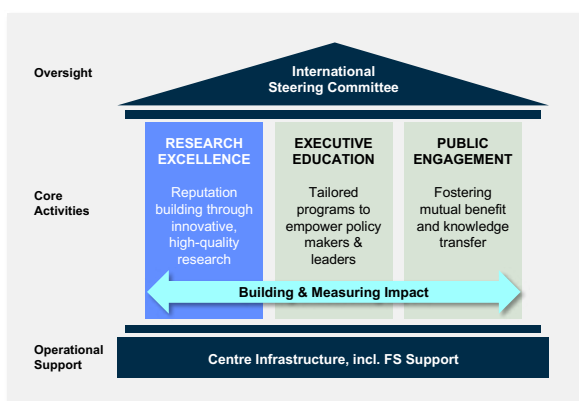 Oversight
International
Steering Committee
Core
Activities
RESEARCH
EXCELLENCE
Reputation
building through
innovative,
high-quality
research
EXECUTIVE
EDUCATION
Tailored
programs to
empower policy
makers &
leaders
PUBLIC
ENGAGEMENT
Fostering
mutual benefit
and knowledge
transfer
Building & Measuring Impact
Operational
Support
Centre Infrastructure, incl. FS Support